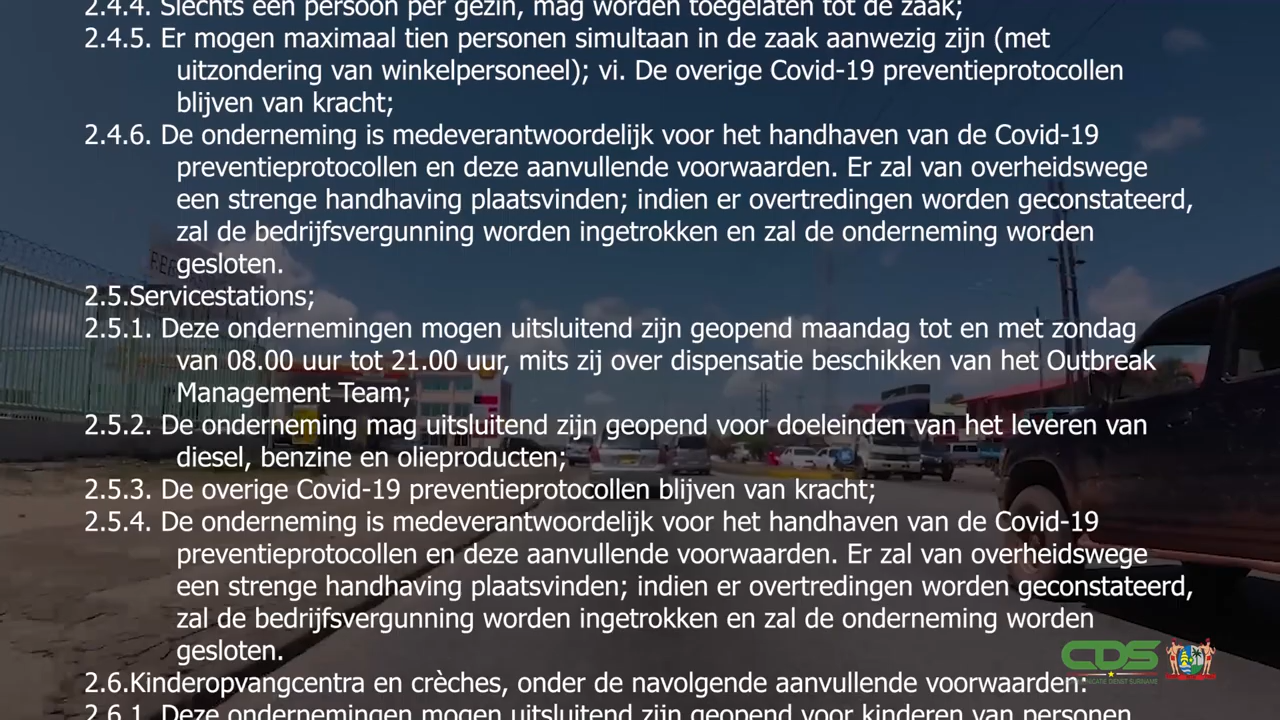 2.4.4. Slechts een persoon per gezin, mag worden toegelaten tot de zaak;
2.4.5. Er mogen maximaal tien personen simultaan in de zaak aanwezig zijn (met
uitzondering van winkelpersoneel); vi. De overige Covid-19 preventieprotocollen
blijven van kracht;
2.4.6. De onderneming is medeverantwoordelijk voor het handhaven van de Covid-19
preventieprotocollen en deze aanvullende voorwaarden. Er zal van overheidswege
een strenge handhaving plaatsvinden; indien er overtredingen worden geconstateerd,
zal de bedrijfsvergunning worden ingetrokken en zal de onderneming worden
gesloten.
2.5.Servicestations;
2.5.1. Deze ondernemingen mogen uitsluitend zijn geopend maandag tot en met zondag
van 08.00 uur tot 21.00 uur, mits zij over dispensatie beschikken van het Outbreak
Management Team;
2.5.2. De onderneming mag uitsluitend zijn geopend voor doeleinden van het leveren van
diesel, benzine en olieproducten;
2.5.3. De overige Covid-19 preventieprotocollen blijven van kracht;
2.5.4. De onderneming is medeverantwoordelijk voor het handhaven van de Covid-19
preventieprotocollen en deze aanvullende voorwaarden. Er zal van overheidswege
een strenge handhaving plaatsvinden; indien er overtredingen worden geconstateerd,
zal de bedrijfsvergunning worden ingetrokken en zal de onderneming worden
gesloten.
CDS
2.6.Kinderopvangcentra en crèches, onder de navolgende aanvullende voorwaarden:
2.6.1. Deze ondernemingen mogen uitsluitend zijn geopend voor kinderen van personen